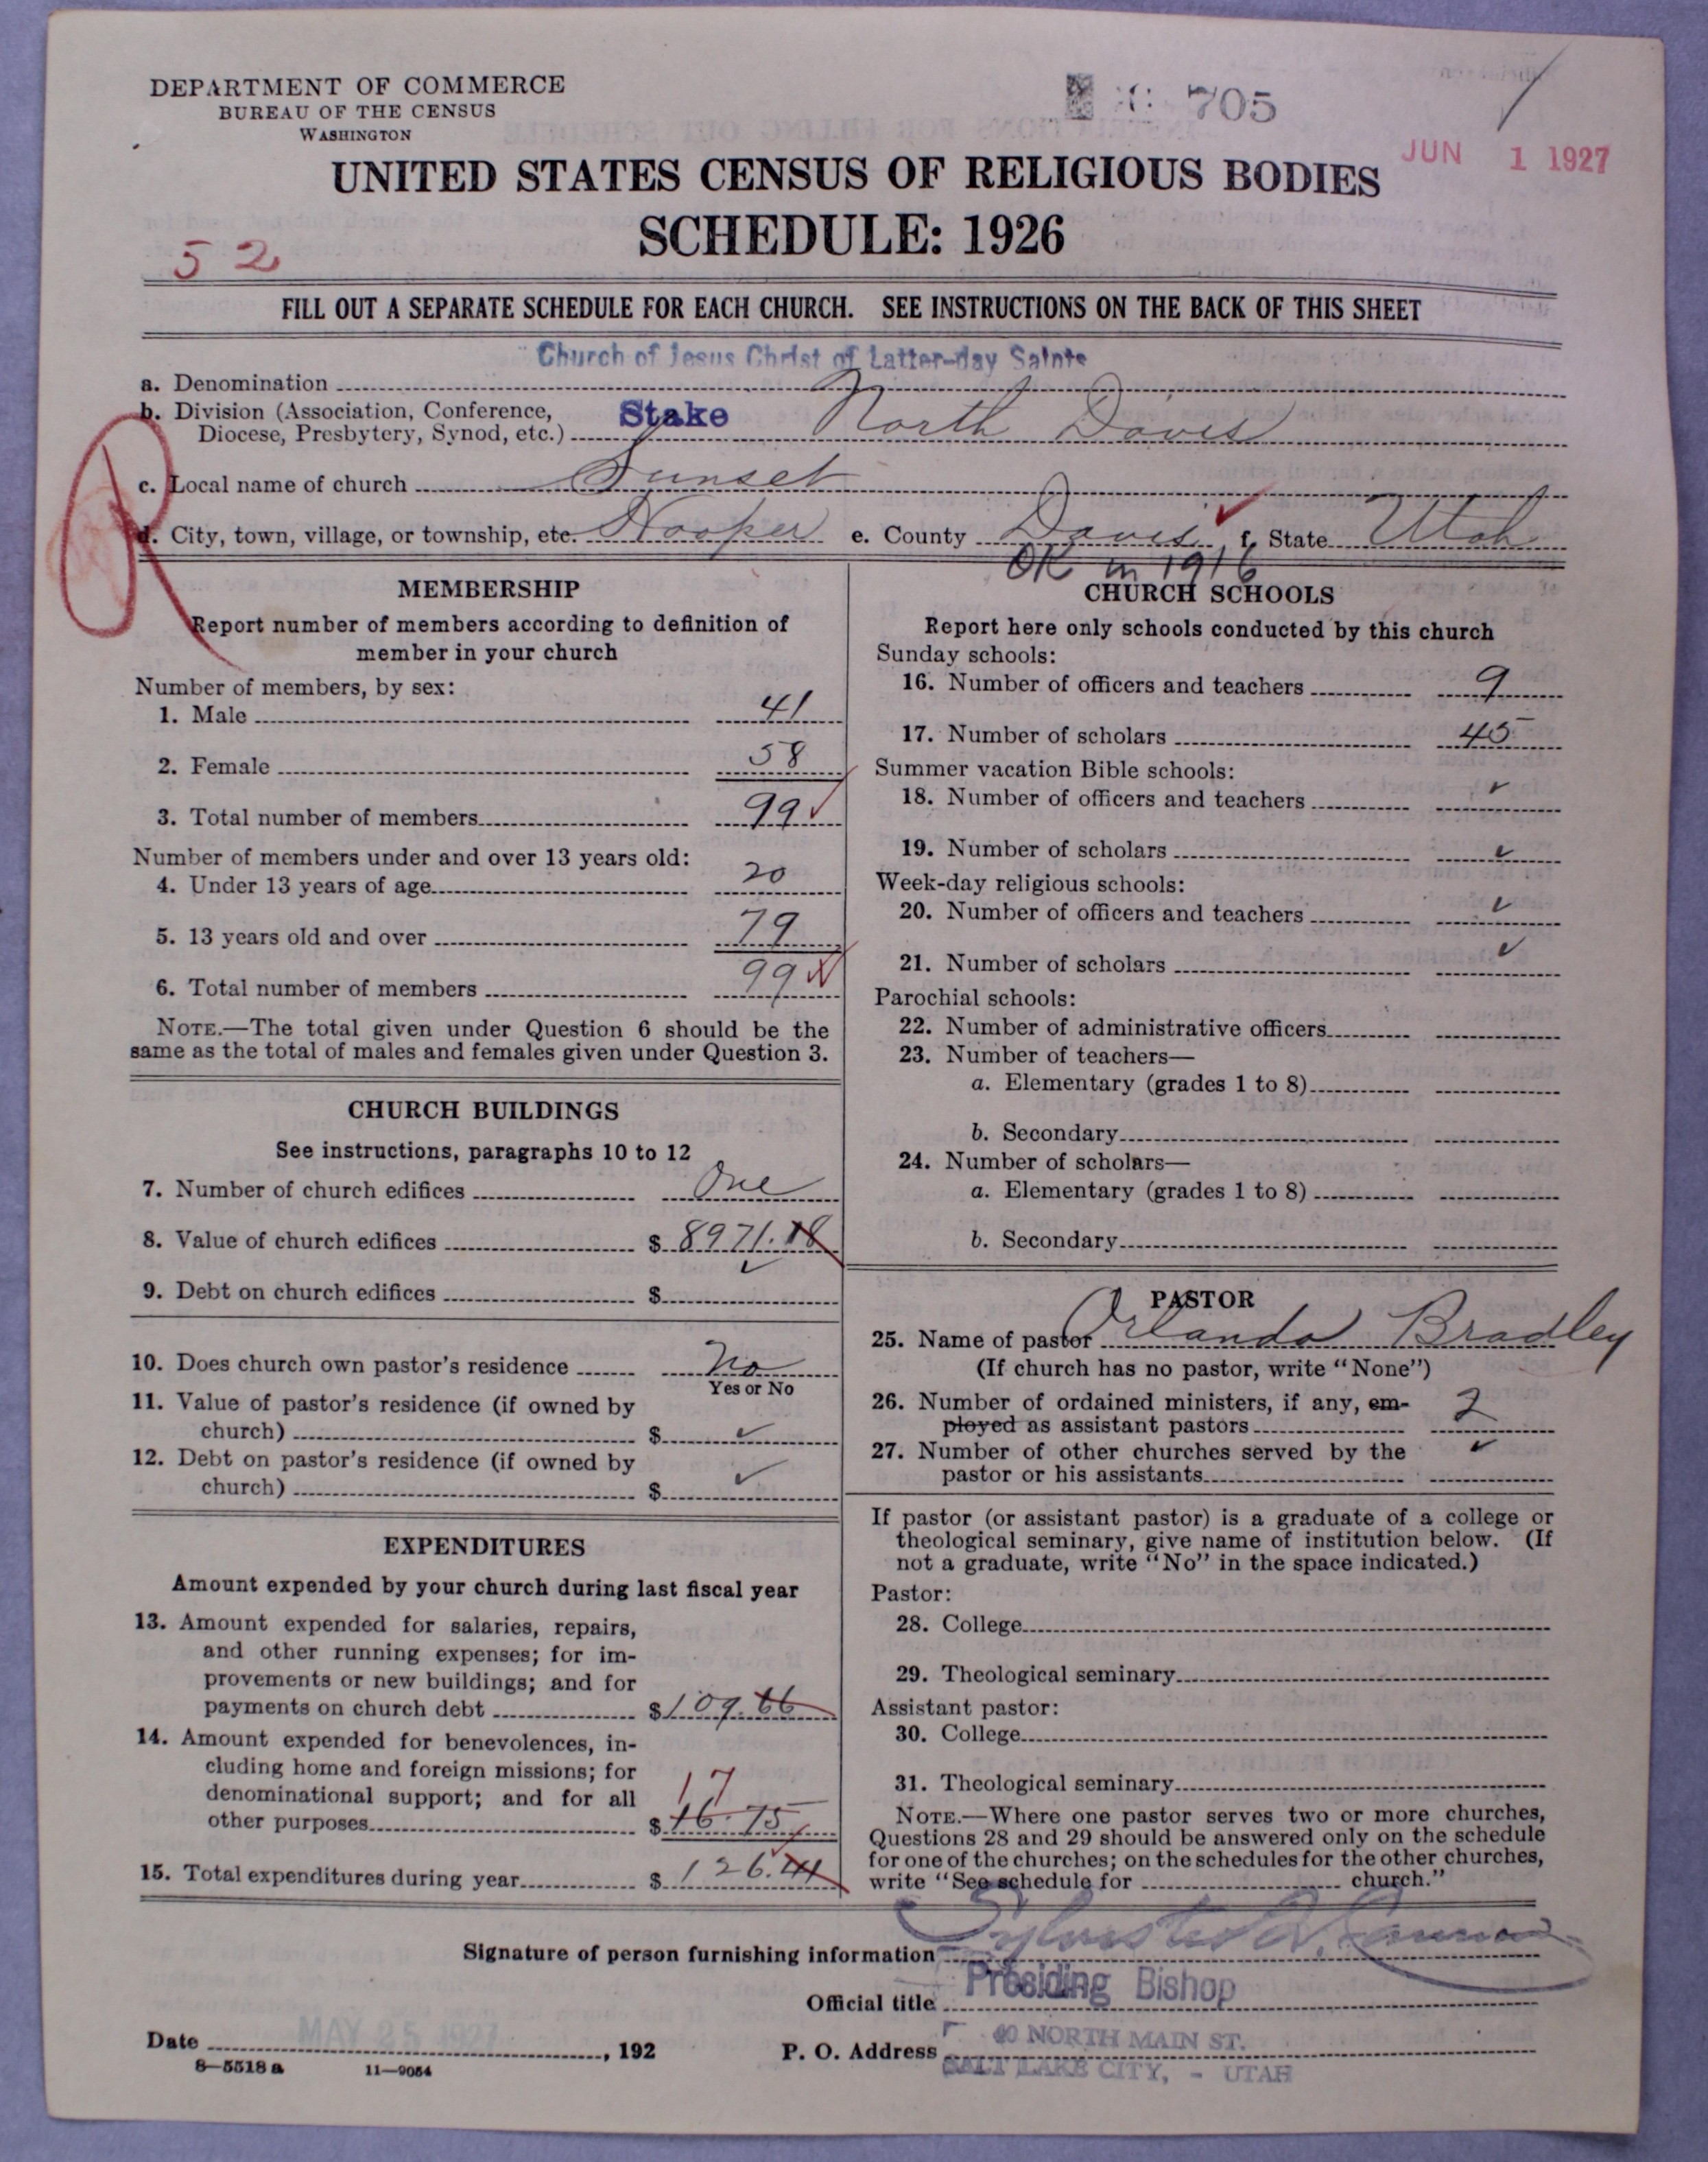 DEPARTMENT OF COMMERCE
BUREAU OF THE CENSUS
WASHINGTON
705
JUN 1 1927
UNITED STATES CENSUS OF RELIGIOUS BODIES
SCHEDULE: 1926
52
FILL OUT A SEPARATE SCHEDULE FOR EACH CHURCH. SEE INSTRUCTIONS ON THE BACK OF THIS SHEET
a. Denomination Church of Jesus Christ of Latter-day Saints
b. Division (Association, Conference, Diocese, Presbytery, Synod, etc.) Stake North Davis
c. Local name of church Sunset
d. City, town, village, or township, etc. Hooper e. County Davis ✓ f. State Utah
OK in 1916
R
MEMBERSHIP
Report number of members according to definition of
member in your church
Number of members, by sex:
1. Male 41
2. Female 58
3. Total number of members 99 ✓
Number of members under and over 13 years old:
4. Under 13 years of age 20
5. 13 years old and over 79
6. Total number of members 99
NOTE.—The total given under Question 6 should be the
same as the total of males and females given under Question 3.
CHURCH BUILDINGS
See instructions, paragraphs 10 to 12
7. Number of church edifices One
8. Value of church edifices $ 8971.18
9. Debt on church edifices $ ✓
10. Does church own pastor's residence No
Yes or No
11. Value of pastor's residence (if owned by
church) $ ✓
12. Debt on pastor's residence (if owned by
church) $ ✓
EXPENDITURES
Amount expended by your church during last fiscal year
13. Amount expended for salaries, repairs,
and other running expenses; for im-
provements or new buildings; and for
payments on church debt $ 109.66
14. Amount expended for benevolences, in-
cluding home and foreign missions; for
denominational support; and for all
17
other purposes $ 16.75
15. Total expenditures during year $ 126.41
CHURCH SCHOOLS
Report here only schools conducted by this church
Sunday schools:
16. Number of officers and teachers 9
17. Number of scholars 45
Summer vacation Bible schools:
18. Number of officers and teachers ✓
19. Number of scholars ✓
Week-day religious schools:
20. Number of officers and teachers ✓
21. Number of scholars ✓
Parochial schools:
22. Number of administrative officers
23. Number of teachers—
a. Elementary (grades 1 to 8)
b. Secondary
24. Number of scholars—
a. Elementary (grades 1 to 8)
b. Secondary
PASTOR
25. Name of pastor Orlando Bradley
(If church has no pastor, write "None")
26. Number of ordained ministers, if any, em-
ployed as assistant pastors 2
27. Number of other churches served by the
pastor or his assistants ✓
If pastor (or assistant pastor) is a graduate of a college or
theological seminary, give name of institution below. (If
not a graduate, write "No" in the space indicated.)
Pastor:
28. College
29. Theological seminary
Assistant pastor:
30. College
31. Theological seminary
NOTE.—Where one pastor serves two or more churches,
Questions 28 and 29 should be answered only on the schedule
for one of the churches; on the schedules for the other churches,
write "See schedule for church."
Signature of person furnishing information Sylvester Q. Cannon
Official title Presiding Bishop
Date MAY 25 1927, 192
P. O. Address 40 NORTH MAIN ST.
SALT LAKE CITY, - UTAH
8—5518 a 11—9054